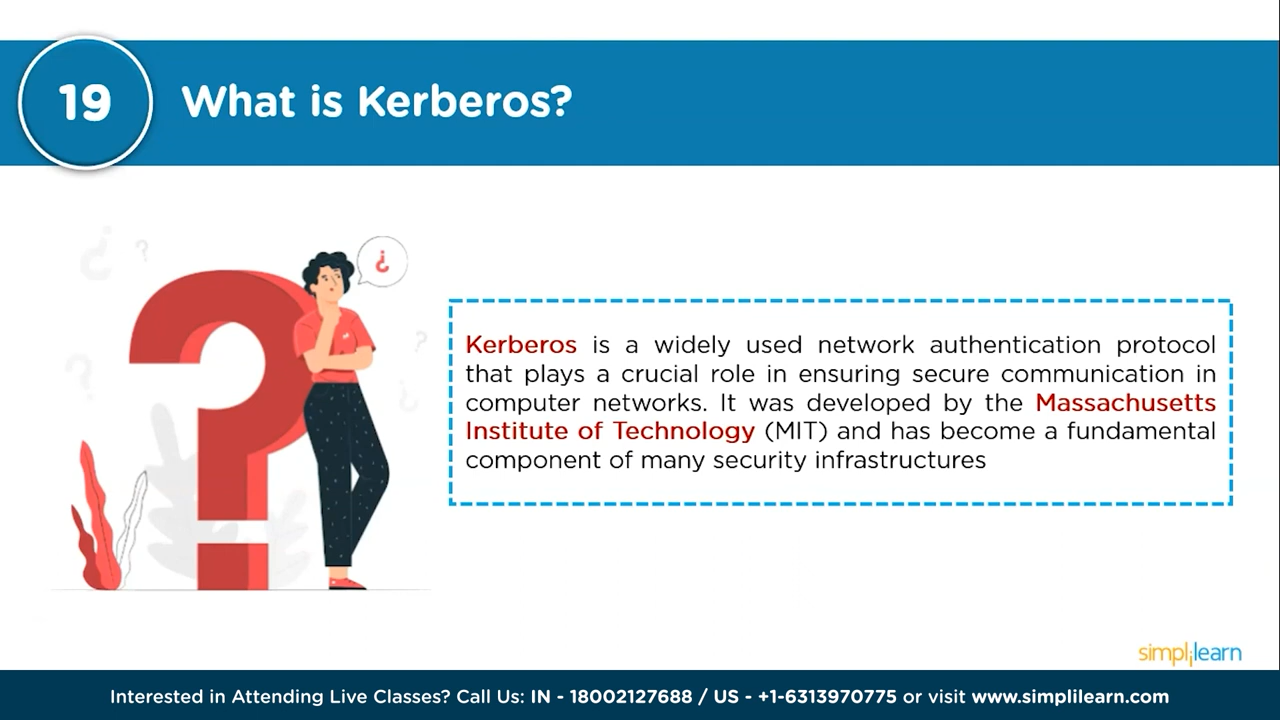 19
What is Kerberos?
¿
?
¿
?
?
¿
Kerberos is a widely used network authentication protocol
that plays a crucial role in ensuring secure communication in
computer networks. It was developed by the Massachusetts
Institute of Technology (MIT) and has become a fundamental
component of many security infrastructures
simplilearn
Interested in Attending Live Classes? Call Us: IN - 18002127688 / US - +1-6313970775 or visit www.simplilearn.com